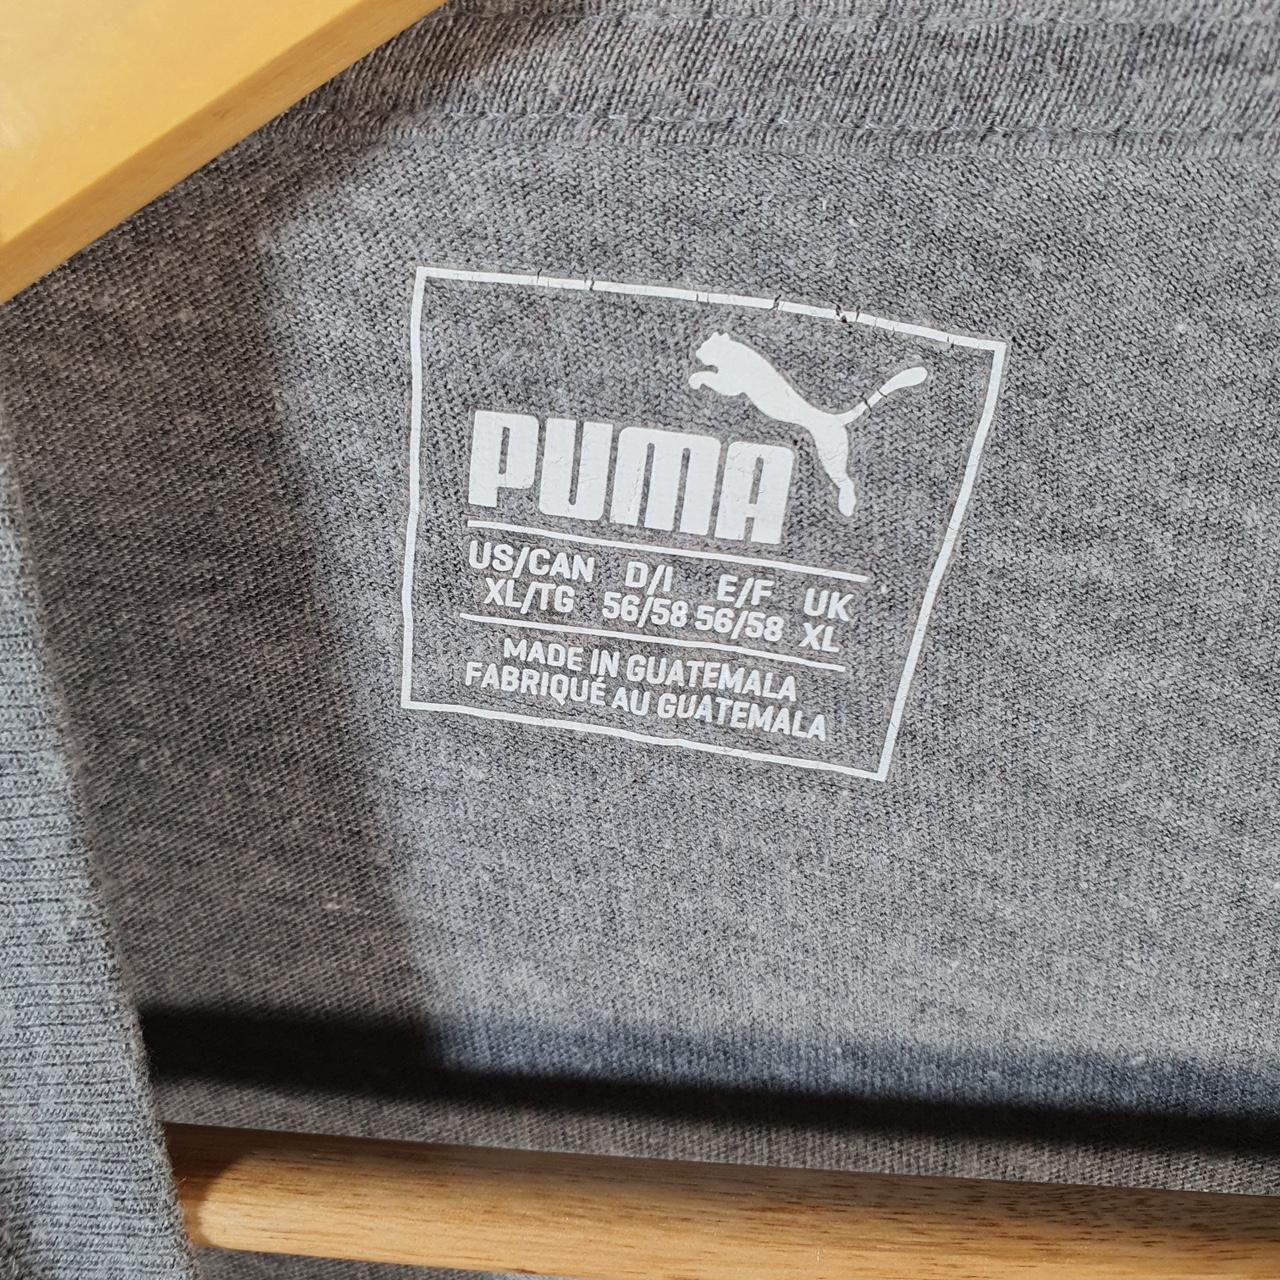 PUMA
US/CAN D/I E/F UK
XL/TG 56/58 56/58 XL
MADE IN GUATEMALA
FABRIQUÉ AU GUATEMALA